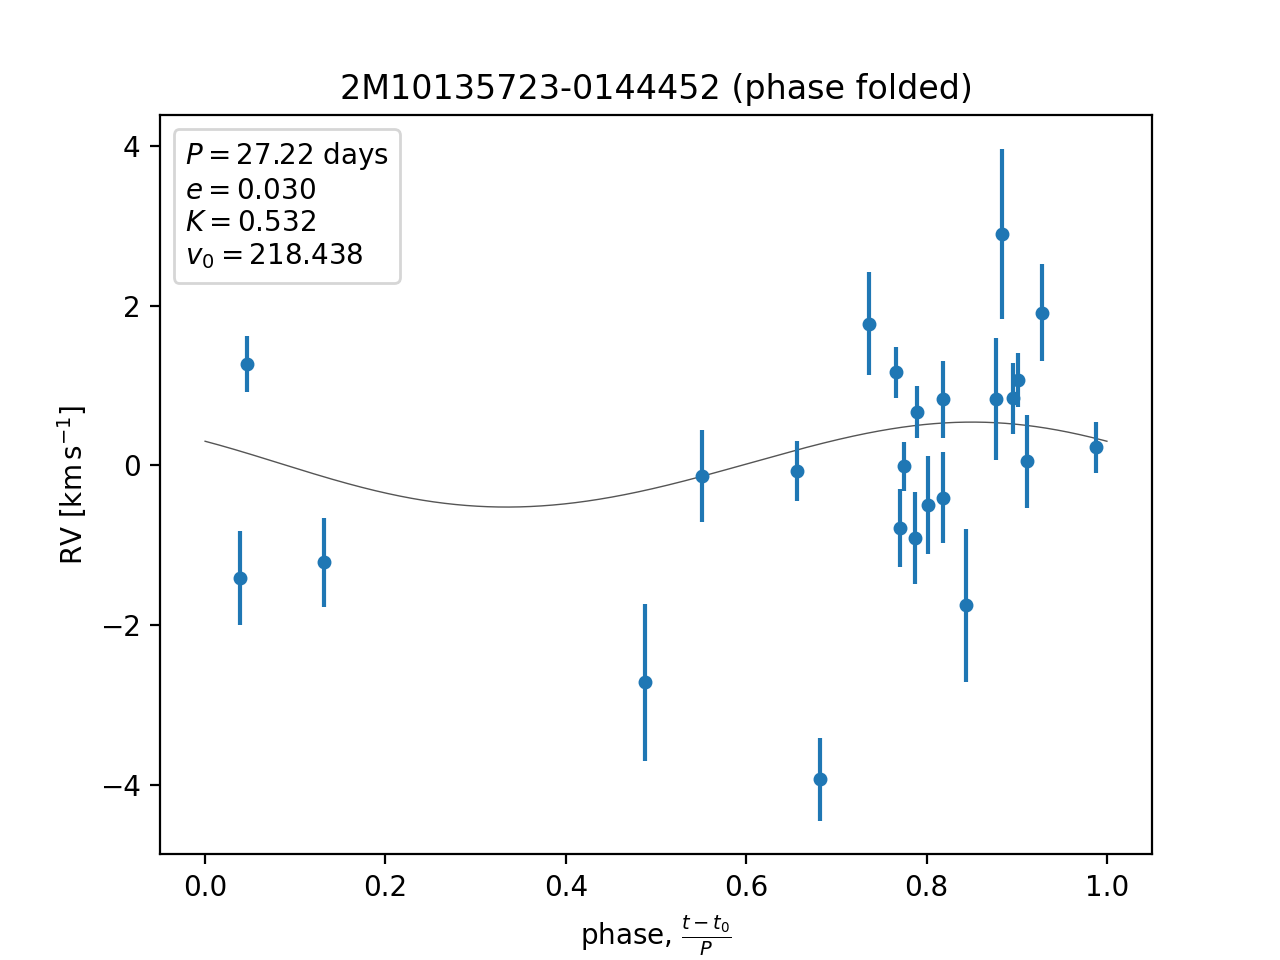 2M10135723-0144452 (phase folded)
P = 27.22 days
e = 0.030
K = 0.532
v₀ = 218.438
4
2
0
−2
−4
RV [km s⁻¹]
0.0 0.2 0.4 0.6 0.8 1.0
phase, (t − t₀)/P